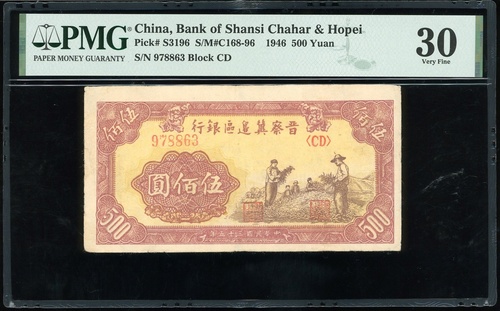 PMG
PAPER MONEY GUARANTY
China, Bank of Shansi Chahar & Hopei
Pick# S3196 S/M#C168-96 1946 500 Yuan
S/N 978863 Block CD
30
Very Fine
伍佰
伍佰
行銀區邊冀察晉
978863
(CD)
圓佰伍
500
500